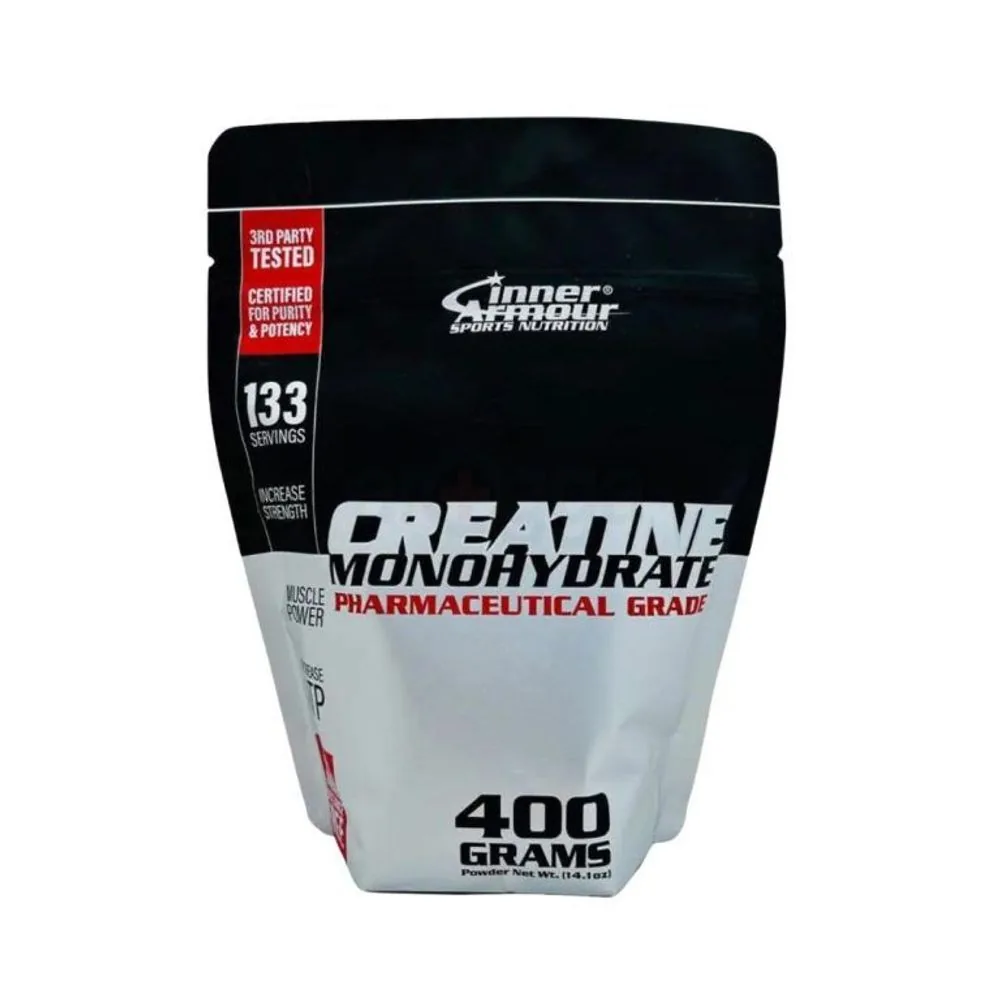 3RD PARTY
TESTED
CERTIFIED
FOR PURITY
& POTENCY
133
SERVINGS
INCREASE
STRENGTH
MUSCLE
POWER
inner®
Armour
SPORTS NUTRITION
CREATINE
MONOHYDRATE
PHARMACEUTICAL GRADE
400
GRAMS
Powder Net Wt. (14.1oz)